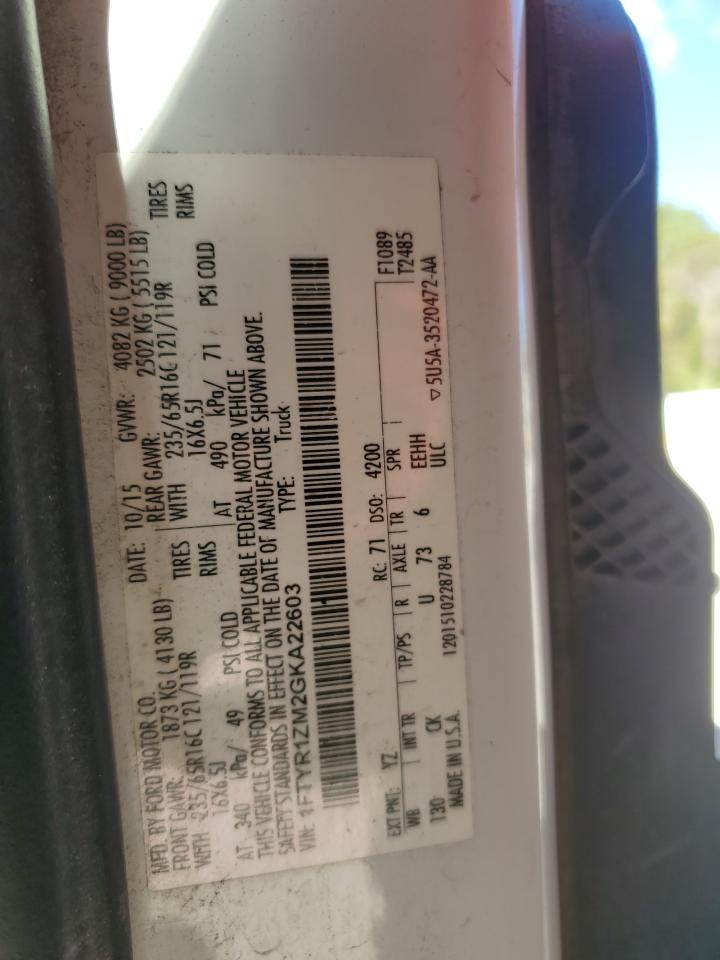 MFD. BY FORD MOTOR CO. DATE: 10/15 GVWR: 4082 KG ( 9000 LB)
FRONT GAWR: 1873 KG ( 4130 LB) REAR GAWR: 2502 KG ( 5515 LB)
WITH 235/65R16C 121/119R TIRES WITH 235/65R16C 121/119R TIRES
16X6.5J RIMS 16X6.5J RIMS
AT 340 kPa/ 49 PSI COLD AT 490 kPa/ 71 PSI COLD
THIS VEHICLE CONFORMS TO ALL APPLICABLE FEDERAL MOTOR VEHICLE
SAFETY STANDARDS IN EFFECT ON THE DATE OF MANUFACTURE SHOWN ABOVE.
VIN: 1FTYR1ZM2GKA22603 TYPE: Truck
EXT PNT: YZ RC: 71 DSO: 4200 F1089
WB INT TR TP/PS R AXLE TR SPR T2485
130 CK U 73 6 EEHH
MADE IN U.S.A. 1201510228784 ULC ▽5U5A-3520472-AA